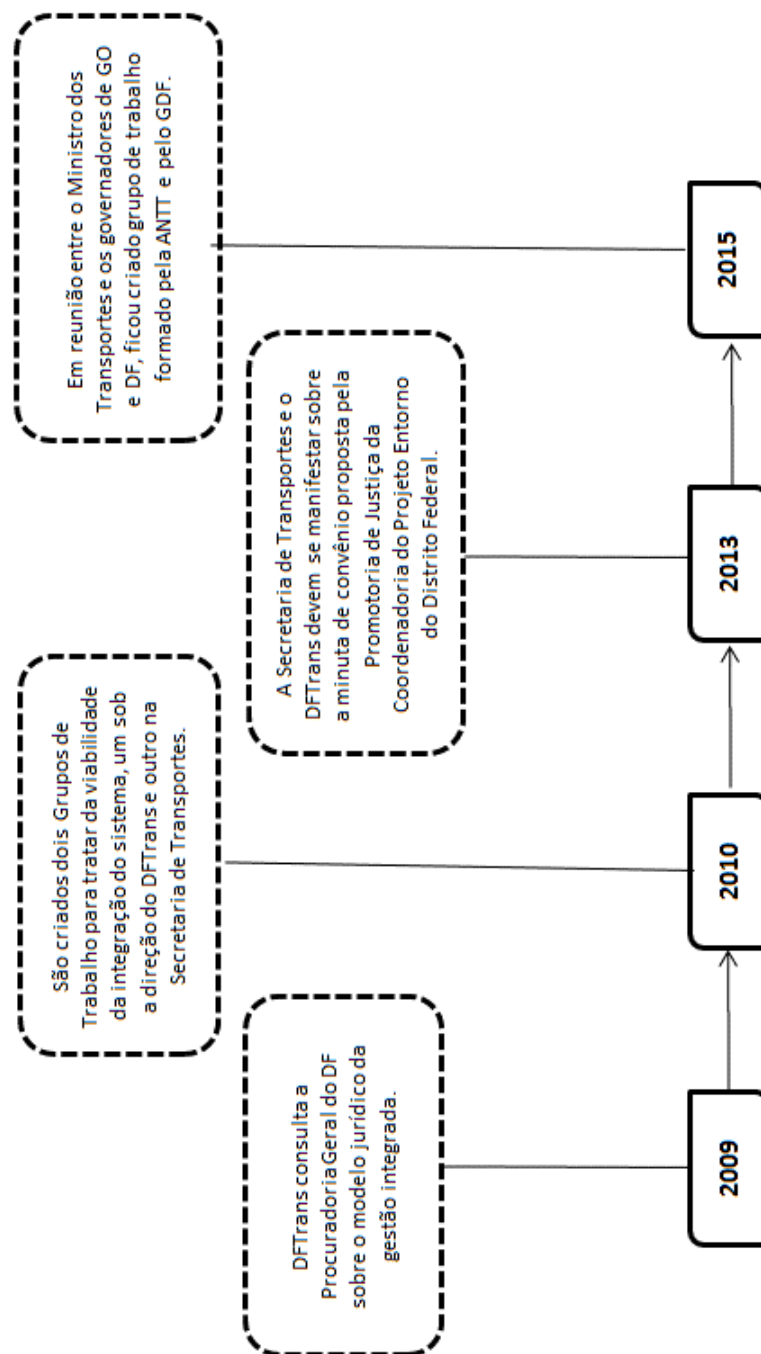 DFTrans consulta a
Procuradoria Geral do DF
sobre o modelo jurídico da
gestão integrada.
2009
São criados dois Grupos de
Trabalho para tratar da viabilidade
da integração do sistema, um sob
a direção do DFTrans e outro na
Secretaria de Transportes.
2010
A Secretaria de Transportes e o
DFTrans devem se manifestar sobre
a minuta de convênio proposta pela
Promotoria de Justiça da
Coordenadoria do Projeto Entorno
do Distrito Federal.
2013
Em reunião entre o Ministro dos
Transportes e os governadores de GO
e DF, ficou criado grupo de trabalho
formado pela ANTT e pelo GDF.
2015